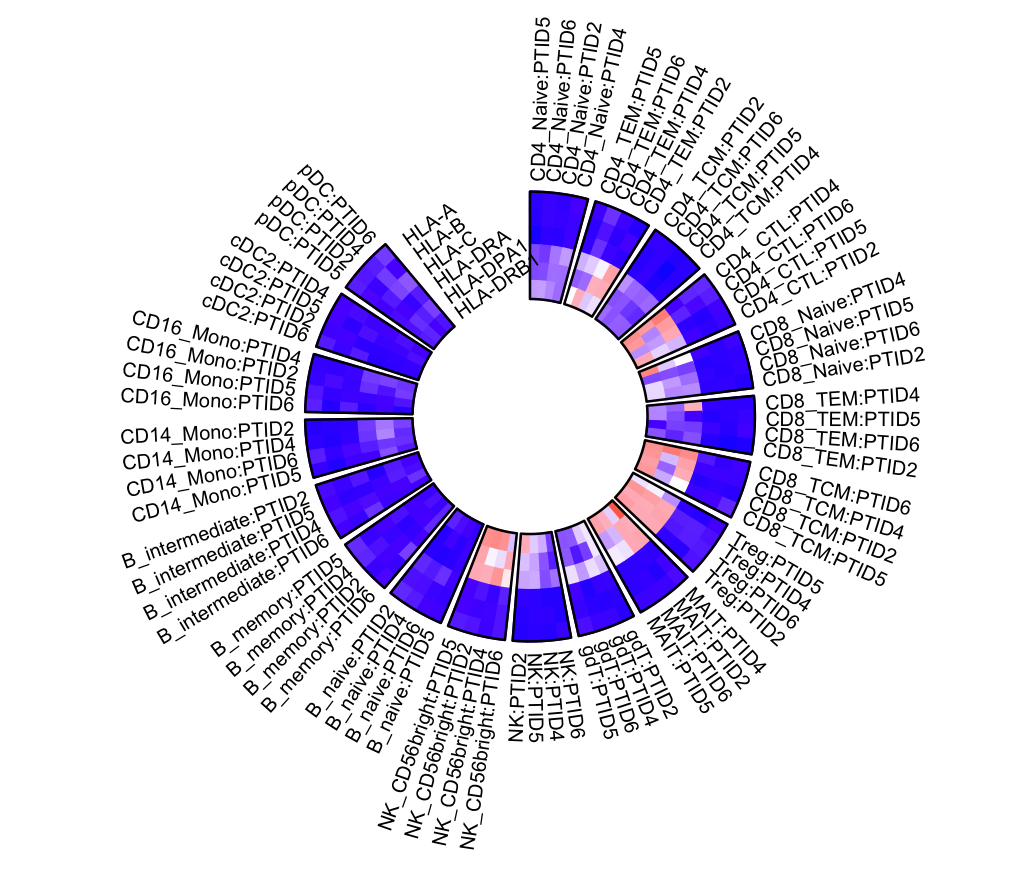 CD4_Naive:PTID5
CD4_Naive:PTID6
CD4_Naive:PTID2
CD4_Naive:PTID4
CD4_TEM:PTID5
CD4_TEM:PTID6
CD4_TEM:PTID4
CD4_TEM:PTID2
CD4_TCM:PTID2
CD4_TCM:PTID6
CD4_TCM:PTID5
CD4_TCM:PTID4
CD4_CTL:PTID4
CD4_CTL:PTID6
CD4_CTL:PTID5
CD4_CTL:PTID2
CD8_Naive:PTID4
CD8_Naive:PTID5
CD8_Naive:PTID6
CD8_Naive:PTID2
CD8_TEM:PTID4
CD8_TEM:PTID5
CD8_TEM:PTID6
CD8_TEM:PTID2
CD8_TCM:PTID6
CD8_TCM:PTID4
CD8_TCM:PTID2
CD8_TCM:PTID5
Treg:PTID5
Treg:PTID4
Treg:PTID6
Treg:PTID2
MAIT:PTID4
MAIT:PTID2
MAIT:PTID6
MAIT:PTID5
gdT:PTID2
gdT:PTID4
gdT:PTID6
gdT:PTID5
NK:PTID6
NK:PTID4
NK:PTID5
NK:PTID2
NK_CD56bright:PTID6
NK_CD56bright:PTID4
NK_CD56bright:PTID2
NK_CD56bright:PTID5
B_naive:PTID5
B_naive:PTID6
B_naive:PTID4
B_naive:PTID2
B_memory:PTID6
B_memory:PTID2
B_memory:PTID4
B_memory:PTID5
B_intermediate:PTID6
B_intermediate:PTID4
B_intermediate:PTID5
B_intermediate:PTID2
CD14_Mono:PTID5
CD14_Mono:PTID6
CD14_Mono:PTID4
CD14_Mono:PTID2
CD16_Mono:PTID6
CD16_Mono:PTID5
CD16_Mono:PTID2
CD16_Mono:PTID4
cDC2:PTID6
cDC2:PTID2
cDC2:PTID5
cDC2:PTID4
pDC:PTID5
pDC:PTID2
pDC:PTID4
pDC:PTID6
HLA-A
HLA-B
HLA-C
HLA-DRA
HLA-DPA1
HLA-DRB1